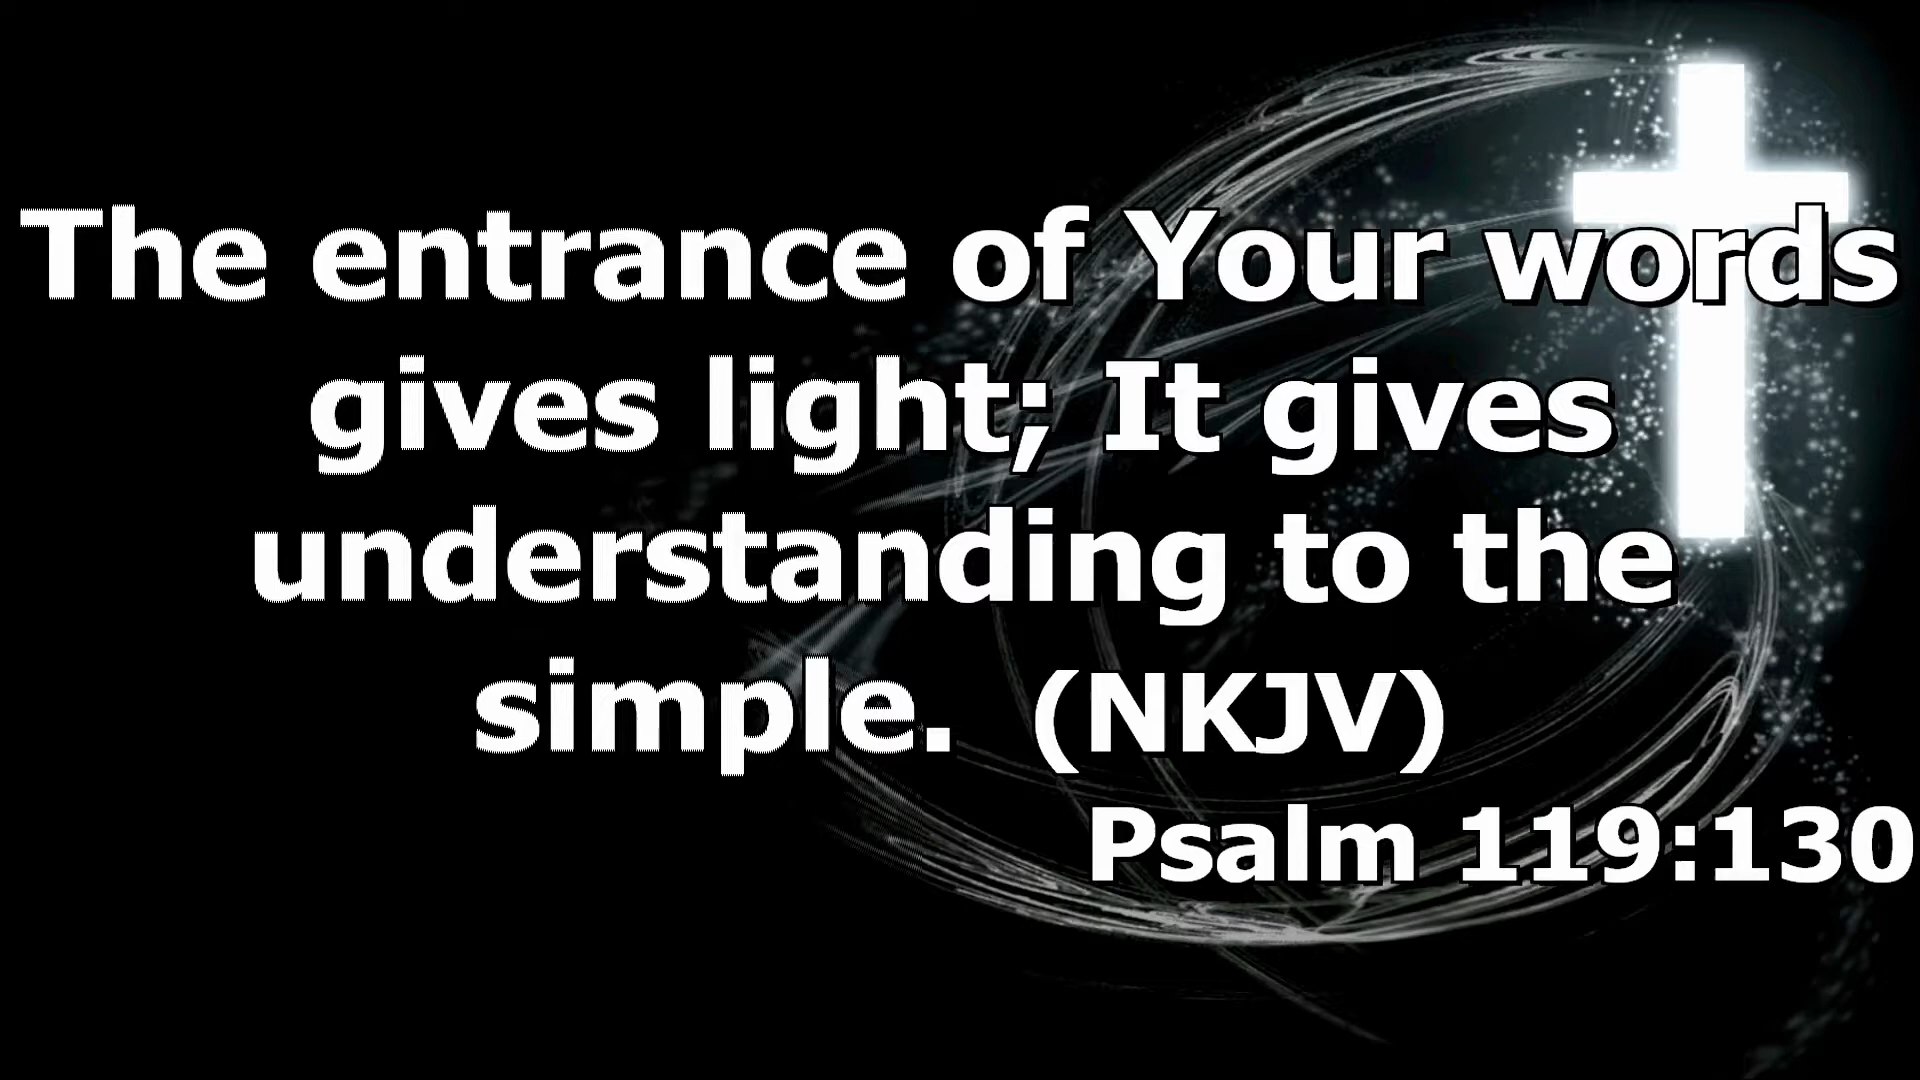 The entrance of Your words
gives light; It gives
understanding to the
simple. (NKJV)
Psalm 119:130